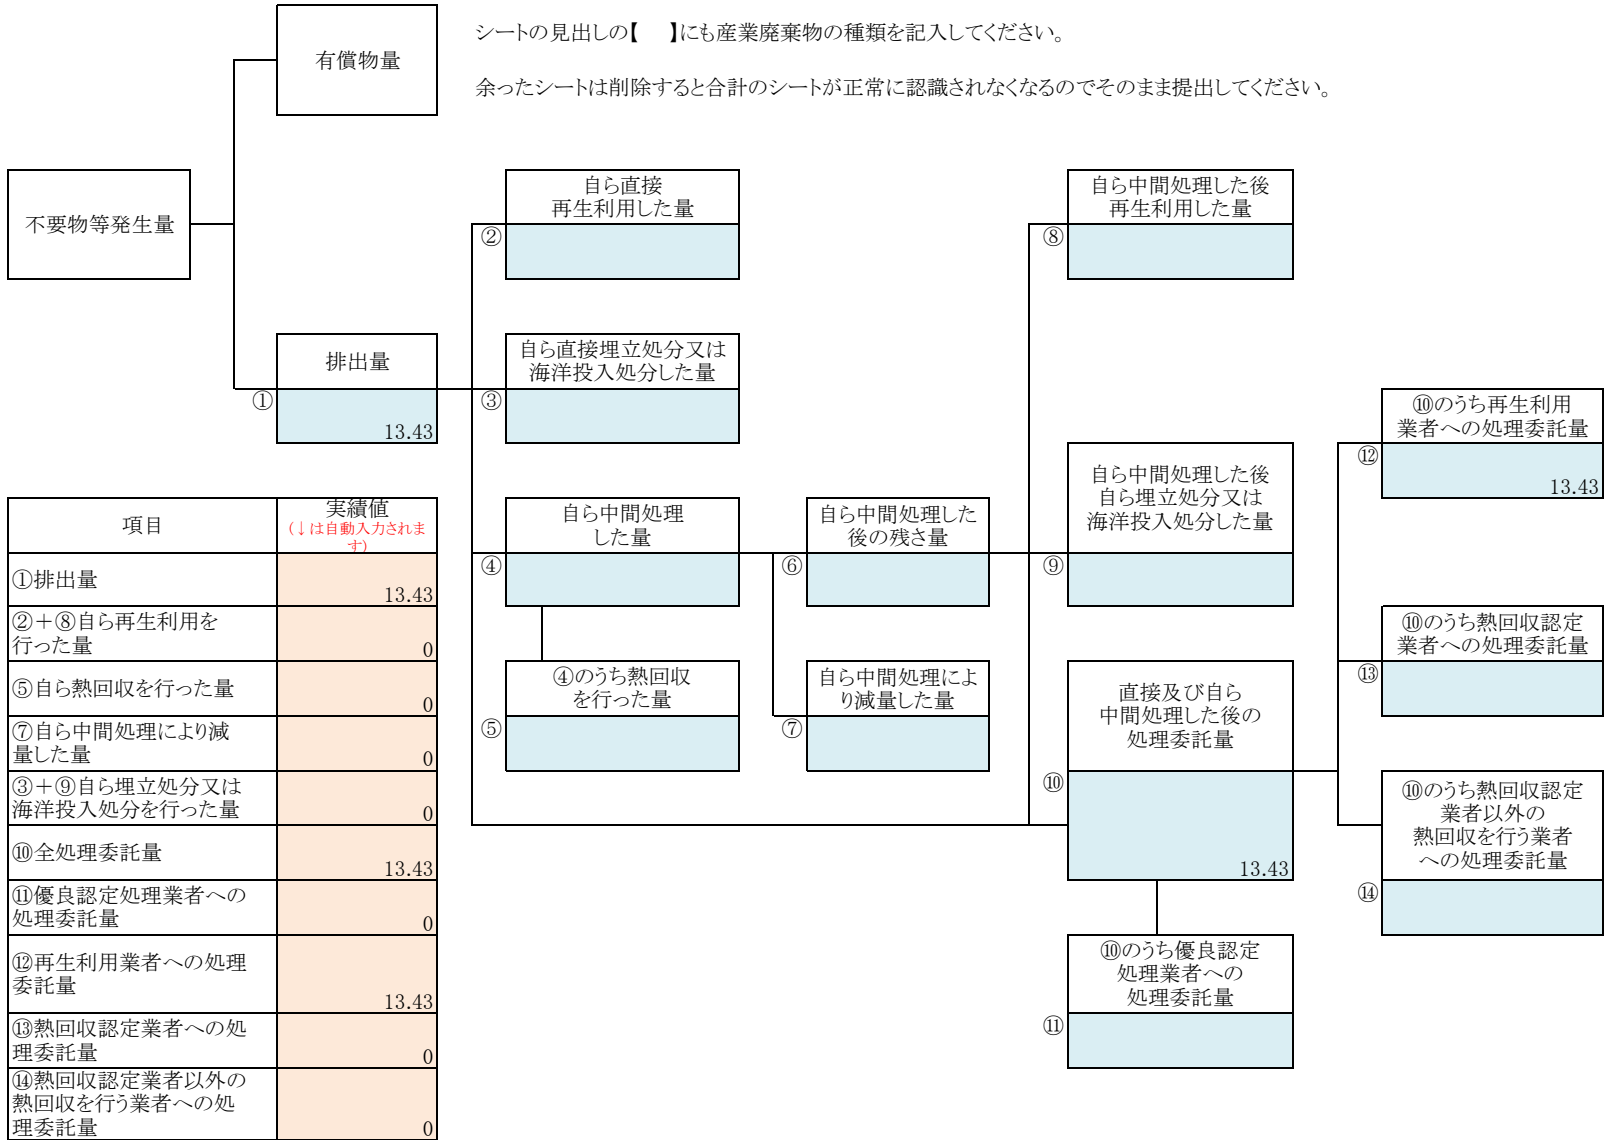 シートの見出しの【　】にも産業廃棄物の種類を記入してください。
有償物量
余ったシートは削除すると合計のシートが正常に認識されなくなるのでそのまま提出してください。
不要物等発生量
自ら直接
再生利用した量
②
自ら中間処理した後
再生利用した量
⑧
排出量
①
13.43
自ら直接埋立処分又は
海洋投入処分した量
③
⑩のうち再生利用
業者への処理委託量
⑫
13.43
自ら中間処理
した量
④
自ら中間処理した
後の残さ量
⑥
自ら中間処理した後
自ら埋立処分又は
海洋投入処分した量
⑨
⑩のうち熱回収認定
業者への処理委託量
⑬
④のうち熱回収
を行った量
⑤
自ら中間処理によ
り減量した量
⑦
直接及び自ら
中間処理した後の
処理委託量
⑩
13.43
⑩のうち熱回収認定
業者以外の
熱回収を行う業者
への処理委託量
⑭
⑩のうち優良認定
処理業者への
処理委託量
⑪
項目
実績値
(↓は自動入力されま
す)
①排出量
13.43
②＋⑧自ら再生利用を
行った量
0
⑤自ら熱回収を行った量
0
⑦自ら中間処理により減
量した量
0
③＋⑨自ら埋立処分又は
海洋投入処分を行った量
0
⑩全処理委託量
13.43
⑪優良認定処理業者への
処理委託量
0
⑫再生利用業者への処理
委託量
13.43
⑬熱回収認定業者への処
理委託量
0
⑭熱回収認定業者以外の
熱回収を行う業者への処
理委託量
0